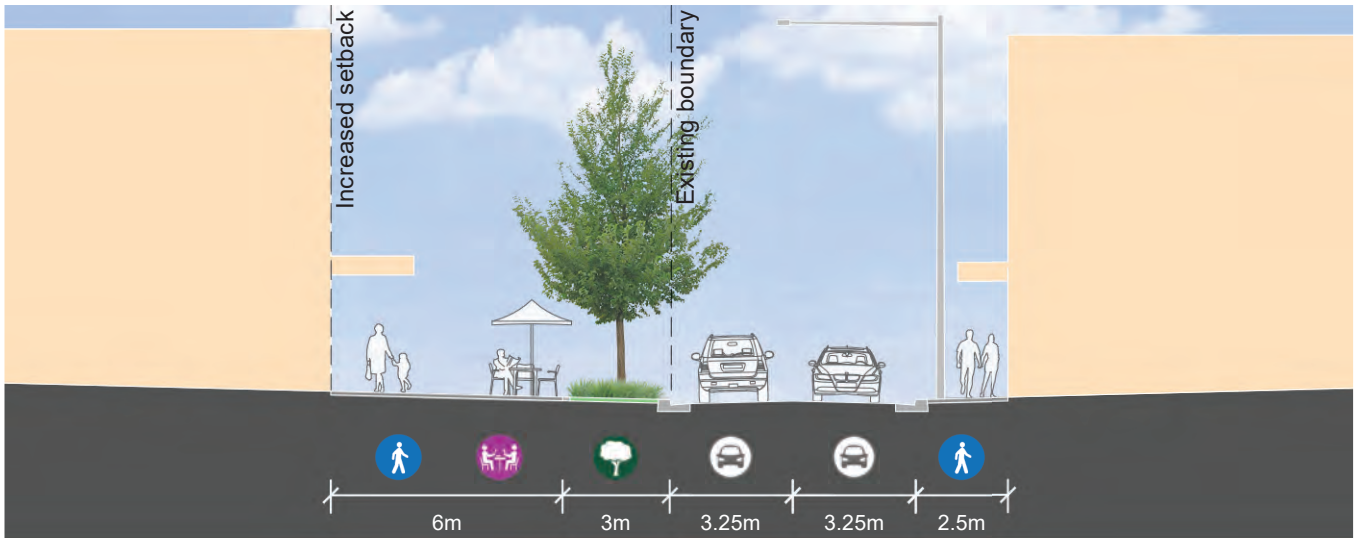 Increased setback
Existing boundary
6m
3m
3.25m
3.25m
2.5m